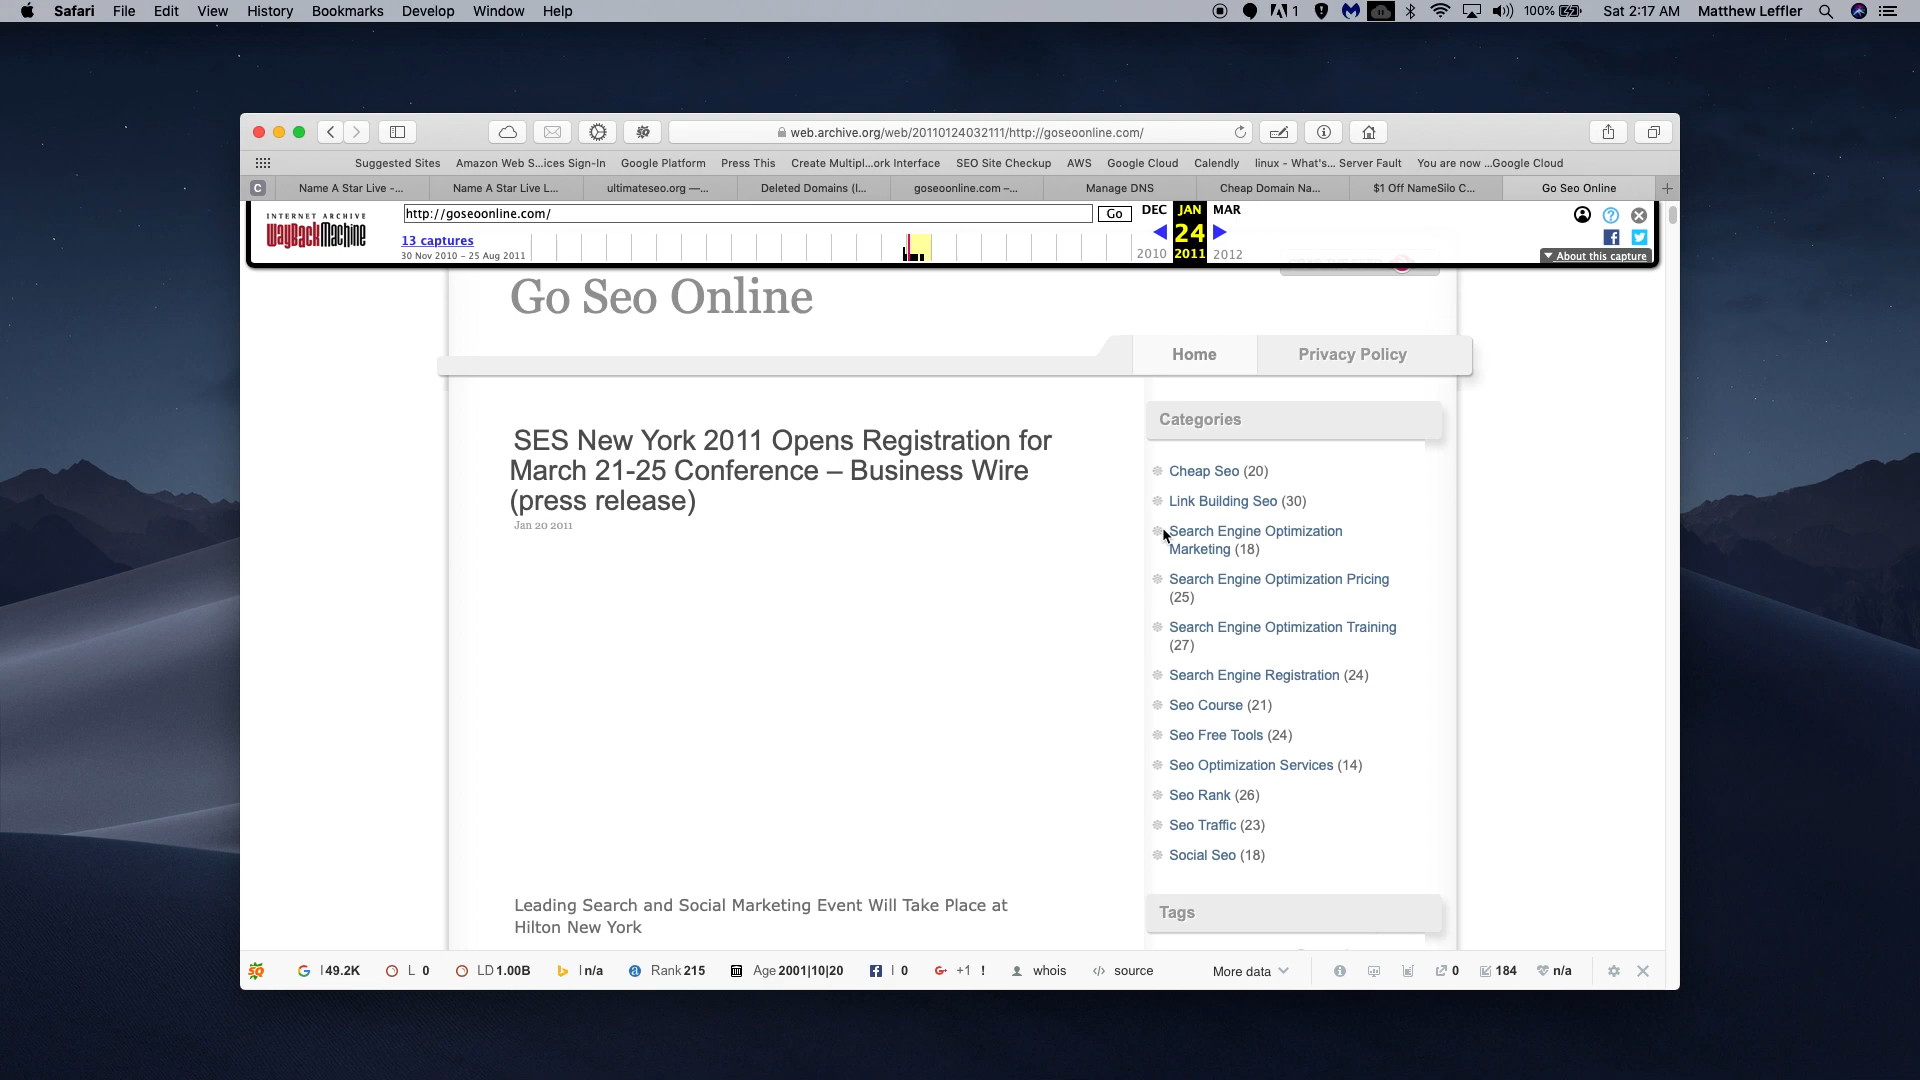 Safari File Edit View History Bookmarks Develop Window Help
1 100% Sat 2:17 AM Matthew Leffler
web.archive.org/web/20110124032111/http://goseoonline.com/
Suggested Sites Amazon Web S...ices Sign-In Google Platform Press This Create Multipl...ork Interface SEO Site Checkup AWS Google Cloud Calendly linux - What's... Server Fault You are now ...Google Cloud
C Name A Star Live -... Name A Star Live L... ultimateseo.org —... Deleted Domains (l... goseoonline.com –... Manage DNS Cheap Domain Na... $1 Off NameSilo C... Go Seo Online +
INTERNET ARCHIVE
WayBackMachine
http://goseoonline.com/ Go
DEC JAN MAR
13 captures
24
30 Nov 2010 – 25 Aug 2011
2010 2011 2012
About this capture
Go Seo Online
Home Privacy Policy
SES New York 2011 Opens Registration for
March 21-25 Conference – Business Wire
(press release)
Jan 20 2011
Leading Search and Social Marketing Event Will Take Place at
Hilton New York
Categories
Cheap Seo (20)
Link Building Seo (30)
Search Engine Optimization
Marketing (18)
Search Engine Optimization Pricing
(25)
Search Engine Optimization Training
(27)
Search Engine Registration (24)
Seo Course (21)
Seo Free Tools (24)
Seo Optimization Services (14)
Seo Rank (26)
Seo Traffic (23)
Social Seo (18)
Tags
SQ G I 49.2K L 0 LD 1.00B I n/a Rank 215 Age 2001|10|20 I 0 +1 ! whois source More data 0 184 n/a